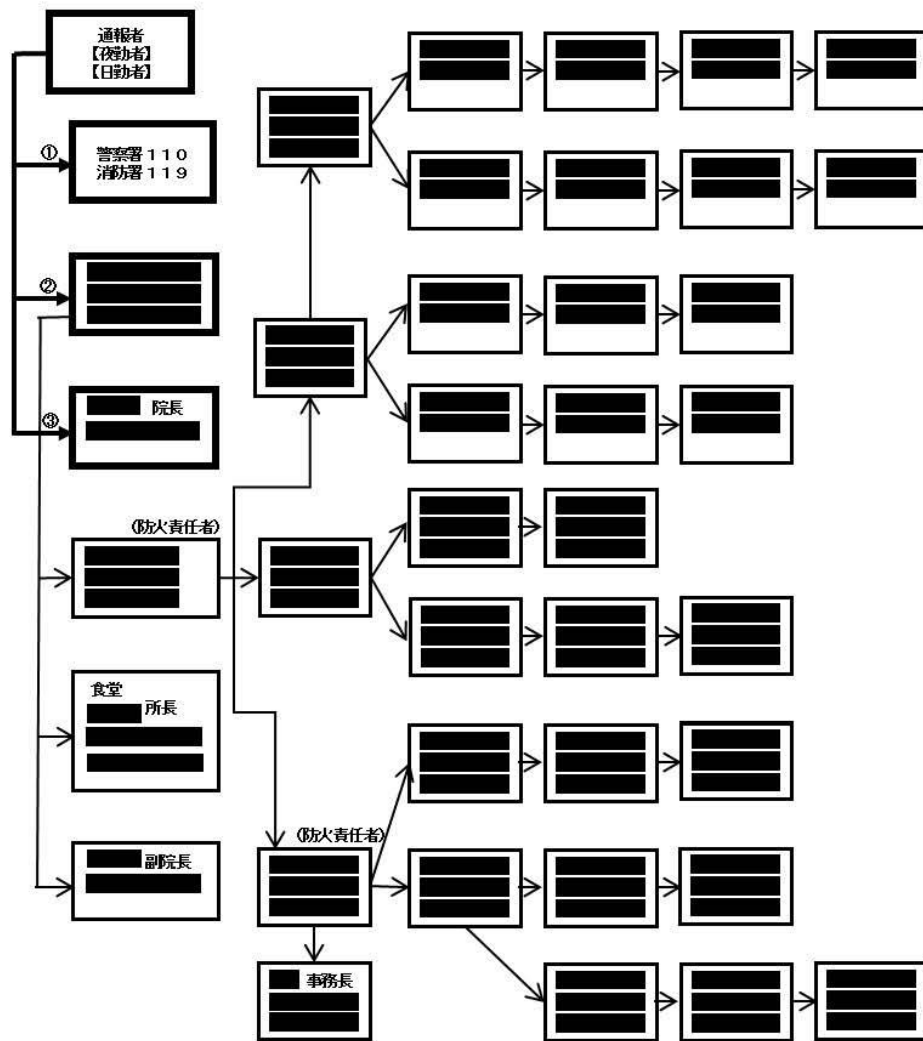 通報者
【夜勤者】
【日勤者】
①
警察署110
消防署119
②
③
院長
(防火責任者)
食堂
所長
(防火責任者)
副院長
事務長